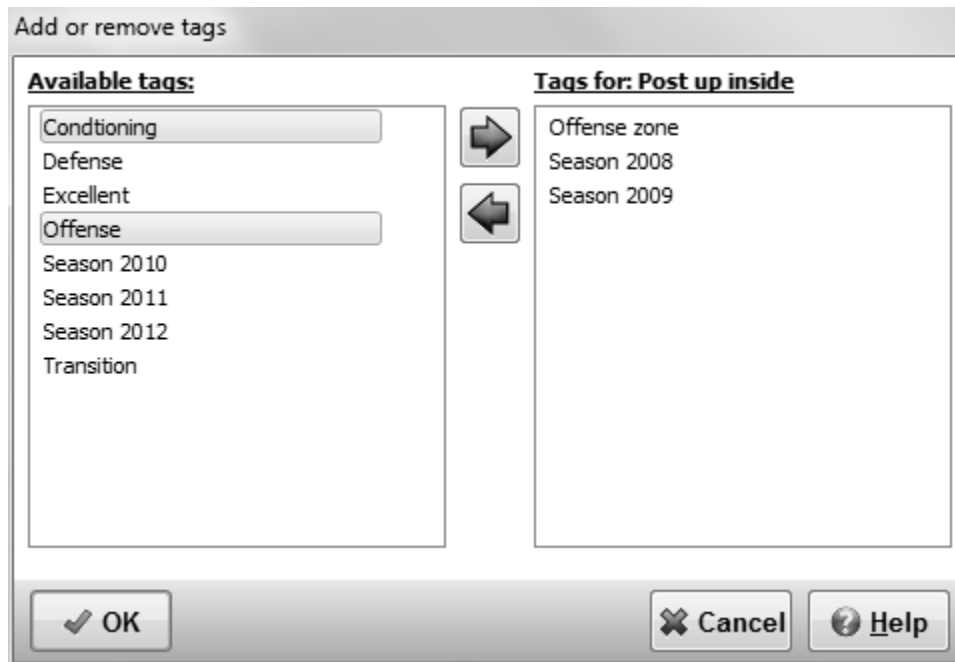 Add or remove tags
Available tags:
Condtioning
Defense
Excellent
Offense
Season 2010
Season 2011
Season 2012
Transition
Tags for: Post up inside
Offense zone
Season 2008
Season 2009
OK
Cancel
Help